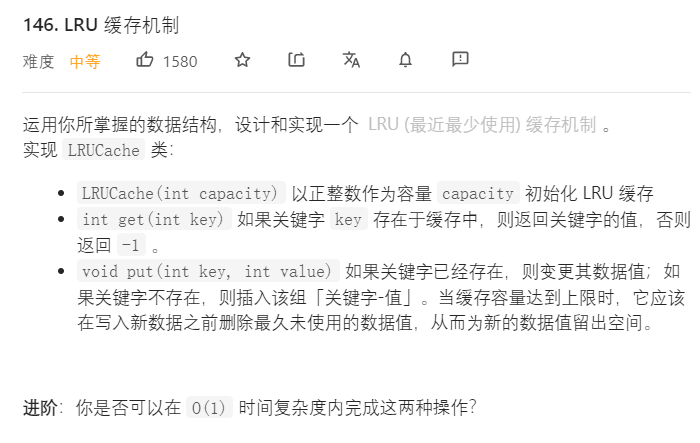 146. LRU 缓存机制
难度 中等 1580
运用你所掌握的数据结构，设计和实现一个 LRU (最近最少使用) 缓存机制 。
实现 LRUCache 类：
• LRUCache(int capacity) 以正整数作为容量 capacity 初始化 LRU 缓存
• int get(int key) 如果关键字 key 存在于缓存中，则返回关键字的值，否则
返回 -1 。
• void put(int key, int value) 如果关键字已经存在，则变更其数据值；如
果关键字不存在，则插入该组「关键字-值」。当缓存容量达到上限时，它应该
在写入新数据之前删除最久未使用的数据值，从而为新的数据值留出空间。
进阶：你是否可以在 O(1) 时间复杂度内完成这两种操作？